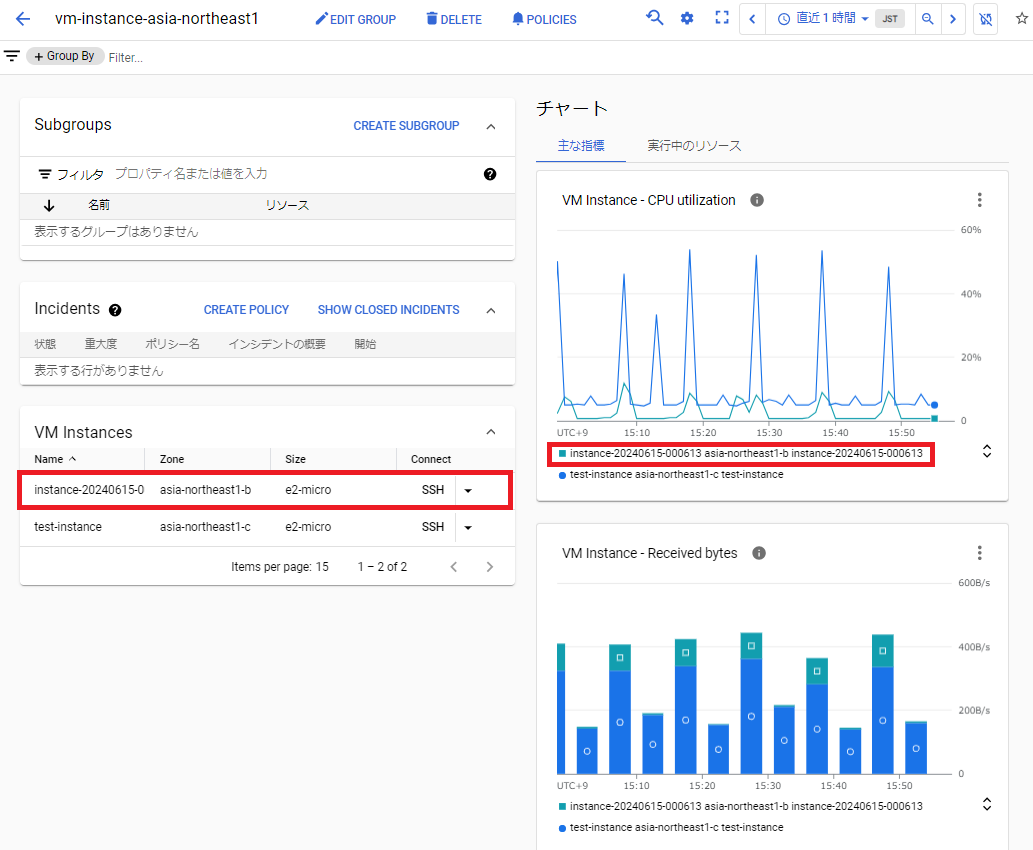 vm-instance-asia-northeast1
EDIT GROUP
DELETE
POLICIES
直近 1 時間
JST
+ Group By
Filter...
Subgroups
CREATE SUBGROUP
フィルタ
プロパティ名または値を入力
名前
リソース
表示するグループはありません
Incidents
CREATE POLICY
SHOW CLOSED INCIDENTS
状態
重大度
ポリシー名
インシデントの概要
開始
表示する行がありません
VM Instances
Name
Zone
Size
Connect
instance-20240615-0
asia-northeast1-b
e2-micro
SSH
test-instance
asia-northeast1-c
e2-micro
SSH
Items per page: 15
1 – 2 of 2
チャート
主な指標
実行中のリソース
VM Instance - CPU utilization
60%
40%
20%
0
UTC+9
15:10
15:20
15:30
15:40
15:50
instance-20240615-000613 asia-northeast1-b instance-20240615-000613
test-instance asia-northeast1-c test-instance
VM Instance - Received bytes
600B/s
400B/s
200B/s
0
UTC+9
15:10
15:20
15:30
15:40
15:50
instance-20240615-000613 asia-northeast1-b instance-20240615-000613
test-instance asia-northeast1-c test-instance